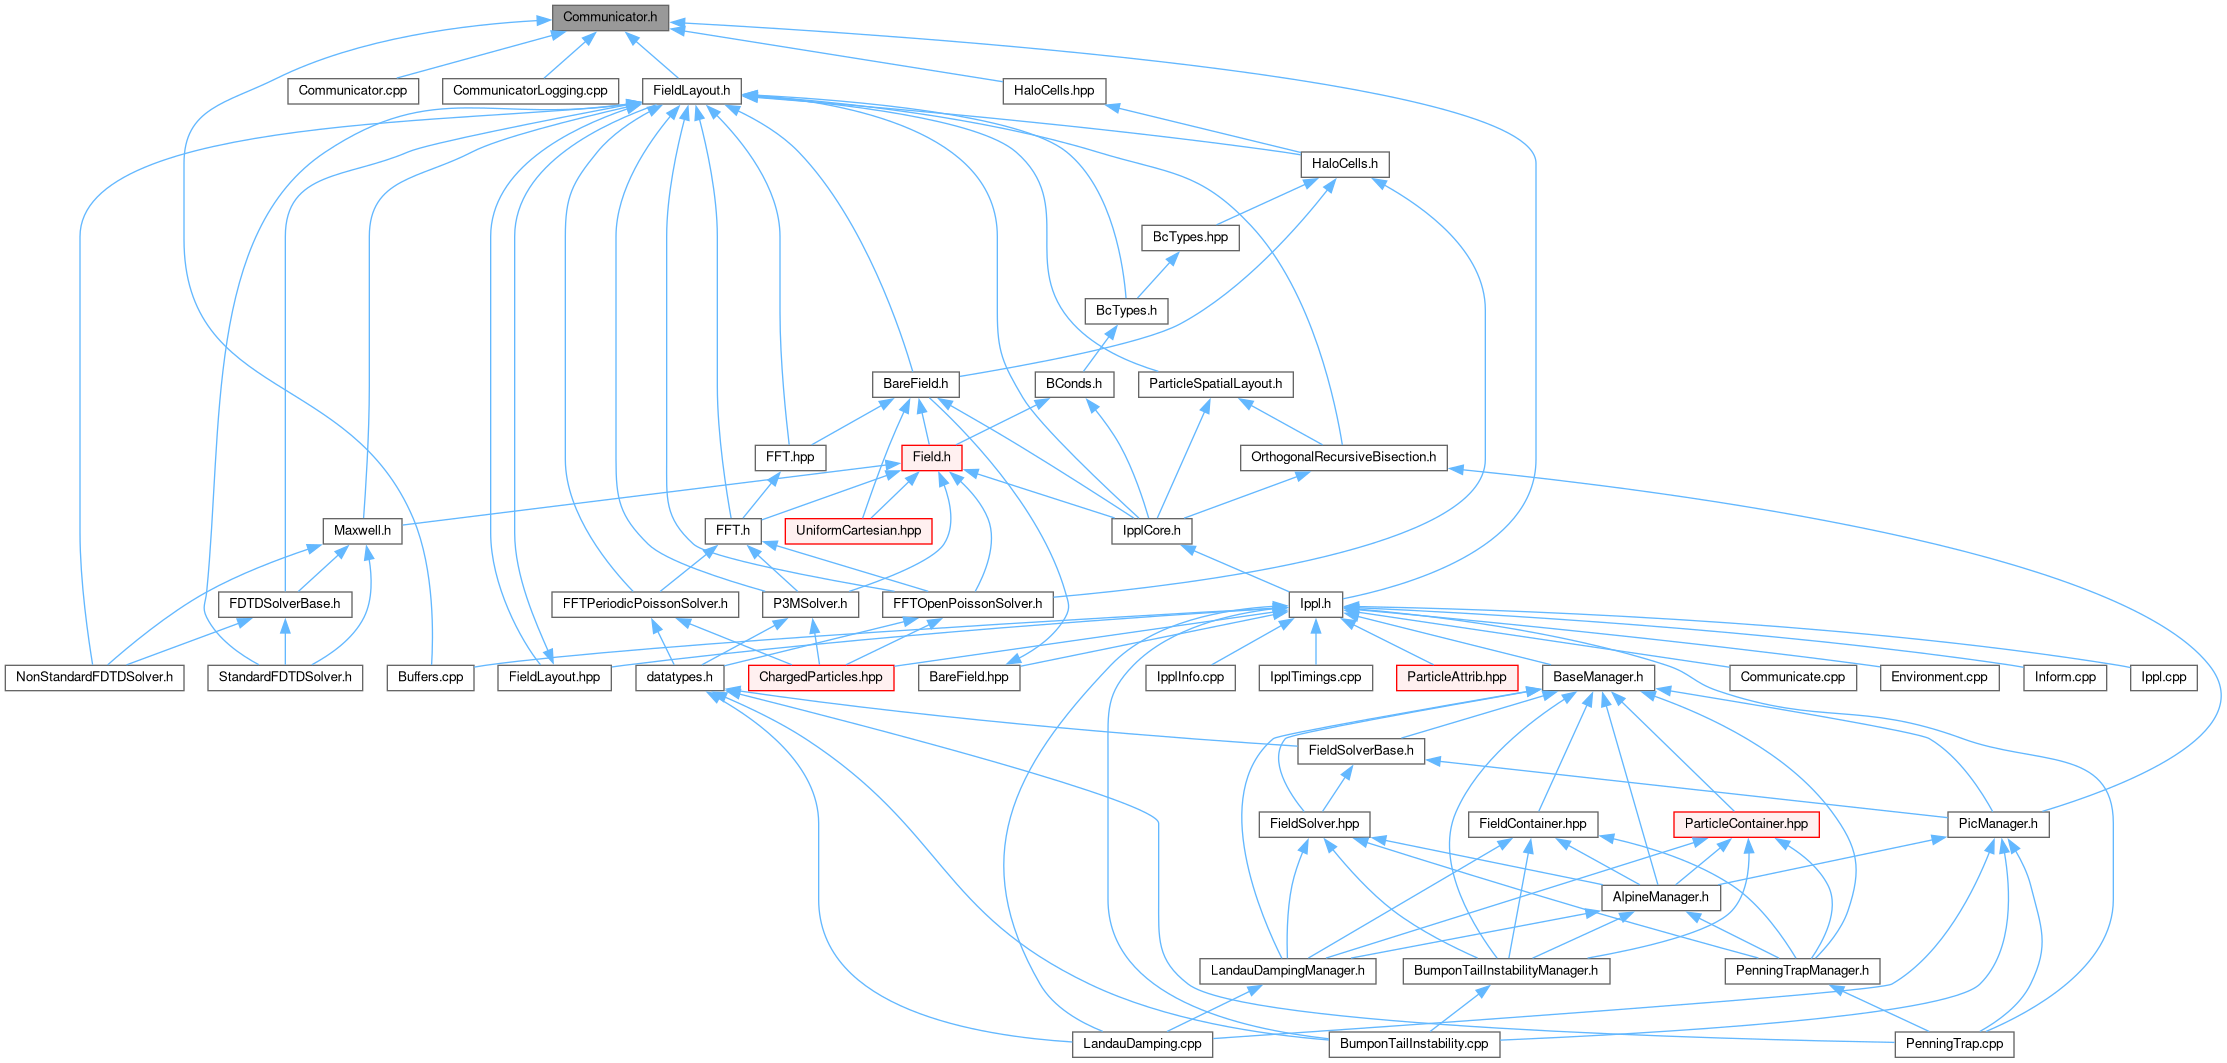 Communicator.h
Communicator.cpp
CommunicatorLogging.cpp
FieldLayout.h
HaloCells.hpp
HaloCells.h
BcTypes.hpp
BcTypes.h
BareField.h
BConds.h
ParticleSpatialLayout.h
FFT.hpp
Field.h
OrthogonalRecursiveBisection.h
Maxwell.h
FFT.h
UniformCartesian.hpp
IpplCore.h
FDTDSolverBase.h
FFTPeriodicPoissonSolver.h
P3MSolver.h
FFTOpenPoissonSolver.h
Ippl.h
NonStandardFDTDSolver.h
StandardFDTDSolver.h
Buffers.cpp
FieldLayout.hpp
datatypes.h
ChargedParticles.hpp
BareField.hpp
IpplInfo.cpp
IpplTimings.cpp
ParticleAttrib.hpp
BaseManager.h
Communicate.cpp
Environment.cpp
Inform.cpp
Ippl.cpp
FieldSolverBase.h
FieldSolver.hpp
FieldContainer.hpp
ParticleContainer.hpp
PicManager.h
AlpineManager.h
LandauDampingManager.h
BumponTailInstabilityManager.h
PenningTrapManager.h
LandauDamping.cpp
BumponTailInstability.cpp
PenningTrap.cpp